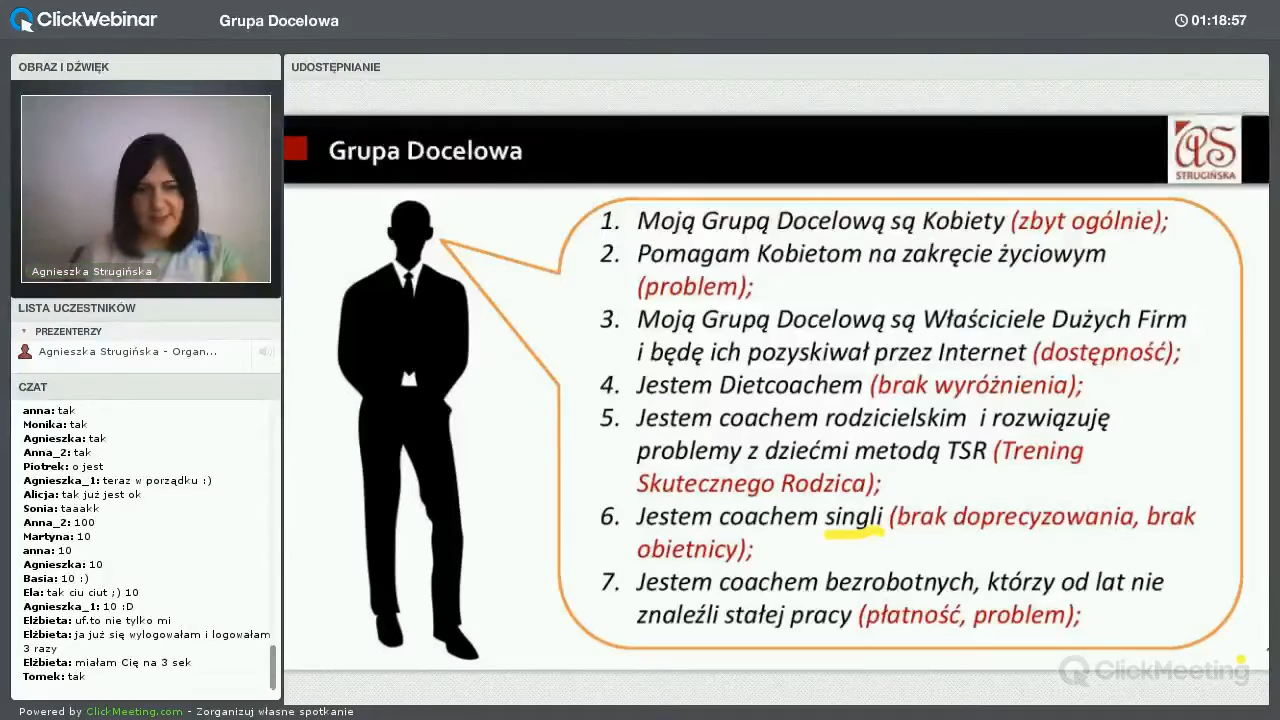 ClickWebinar
Grupa Docelowa
01:18:57
OBRAZ I DŹWIĘK
Agnieszka Strugińska
LISTA UCZESTNIKÓW
PREZENTERZY
Agnieszka Strugińska - Organ...
CZAT
anna: tak
Monika: tak
Agnieszka: tak
Anna_2: tak
Piotrek: o jest
Agnieszka_1: teraz w porządku :)
Alicja: tak już jest ok
Sonia: taaakk
Anna_2: 100
Martyna: 10
anna: 10
Agnieszka: 10
Basia: 10 :)
Ela: tak ciu ciut ;) 10
Agnieszka_1: 10 :D
Elżbieta: uf.to nie tylko mi
Elżbieta: ja już się wylogowałam i logowałam
3 razy
Elżbieta: miałam Cię na 3 sek
Tomek: tak
UDOSTĘPNIANIE
Grupa Docelowa
STRUGIŃSKA
1. Moją Grupą Docelową są Kobiety (zbyt ogólnie);
2. Pomagam Kobietom na zakręcie życiowym
(problem);
3. Moją Grupą Docelową są Właściciele Dużych Firm
i będę ich pozyskiwał przez Internet (dostępność);
4. Jestem Dietcoachem (brak wyróżnienia);
5. Jestem coachem rodzicielskim i rozwiązuję
problemy z dziećmi metodą TSR (Trening
Skutecznego Rodzica);
6. Jestem coachem singli (brak doprecyzowania, brak
obietnicy);
7. Jestem coachem bezrobotnych, którzy od lat nie
znaleźli stałej pracy (płatność, problem);
ClickMeeting
Powered by ClickMeeting.com - Zorganizuj własne spotkanie